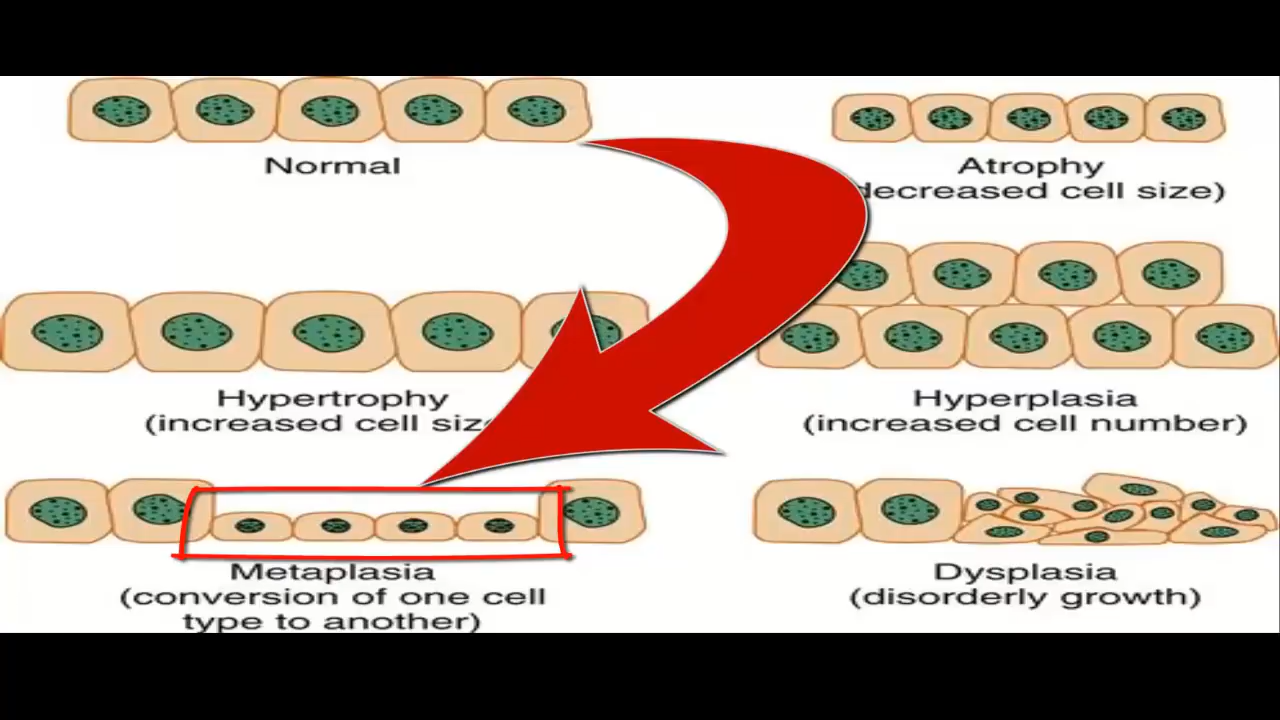 Normal
Atrophy
decreased cell size)
Hypertrophy
(increased cell
Hyperplasia
(increased cell number)
Metaplasia
(conversion of one cell
type to another)
Dysplasia
(disorderly growth)